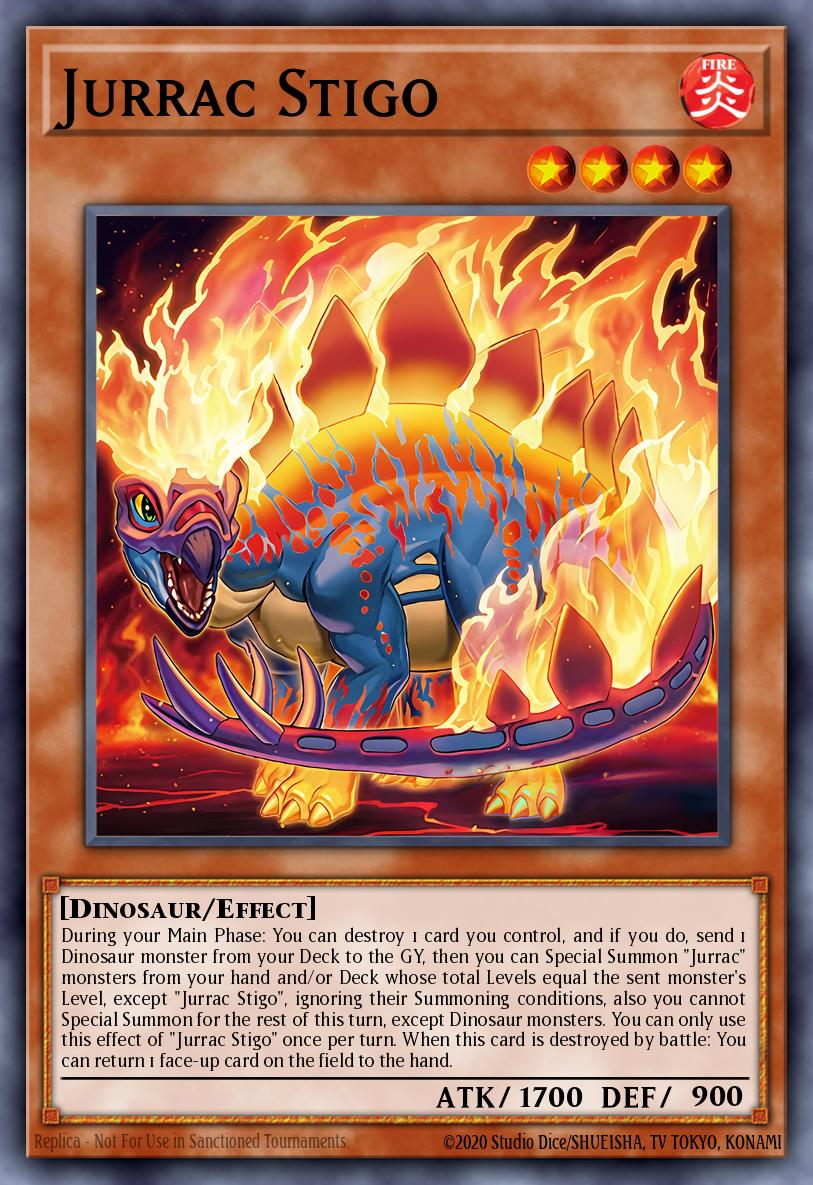 Jurrac Stigo
FIRE
炎
[Dinosaur/Effect]
During your Main Phase: You can destroy 1 card you control, and if you do, send 1
Dinosaur monster from your Deck to the GY, then you can Special Summon "Jurrac"
monsters from your hand and/or Deck whose total Levels equal the sent monster's
Level, except "Jurrac Stigo", ignoring their Summoning conditions, also you cannot
Special Summon for the rest of this turn, except Dinosaur monsters. You can only use
this effect of "Jurrac Stigo" once per turn. When this card is destroyed by battle: You
can return 1 face-up card on the field to the hand.
ATK/ 1700 DEF/ 900
Replica - Not For Use in Sanctioned Tournaments.
©2020 Studio Dice/SHUEISHA, TV TOKYO, KONAMI